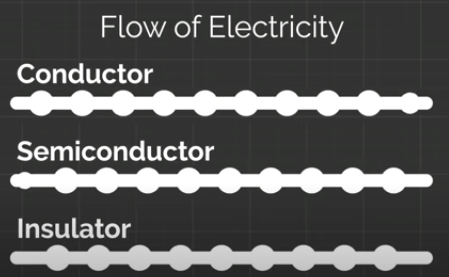 Flow of Electricity
Conductor
Semiconductor
Insulator